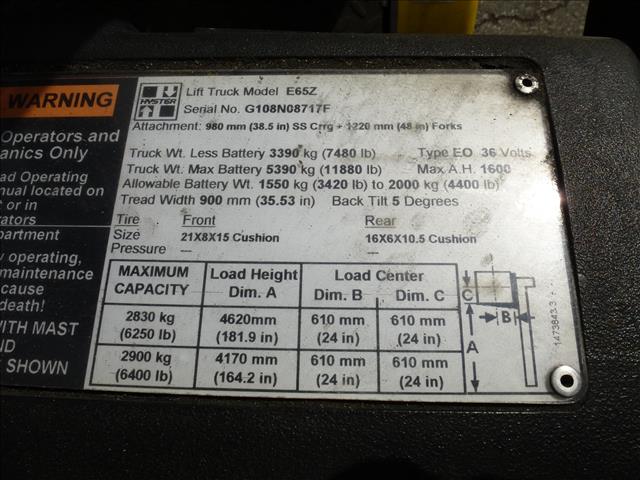 WARNING
Operators and
anics Only
ad Operating
nual located on
t or in
rators
partment
y operating,
maintenance
cause
death!
WITH MAST
ND
T SHOWN
HYSTER
Lift Truck Model E65Z
Serial No. G108N08717F
Attachment: 980 mm (38.5 in) SS Crrg + 1220 mm (48 in) Forks
Truck Wt. Less Battery 3390 kg (7480 lb) Type EO 36 Volts
Truck Wt. Max Battery 5390 kg (11880 lb) Max A.H. 1600
Allowable Battery Wt. 1550 kg (3420 lb) to 2000 kg (4400 lb)
Tread Width 900 mm (35.53 in) Back Tilt 5 Degrees
Tire Front Rear
Size 21X8X15 Cushion 16X6X10.5 Cushion
Pressure — —
MAXIMUM CAPACITY Load Height Dim. A Load Center Dim. B Dim. C
2830 kg (6250 lb) 4620mm (181.9 in) 610 mm (24 in) 610 mm (24 in)
2900 kg (6400 lb) 4170 mm (164.2 in) 610 mm (24 in) 610 mm (24 in)
C
B
A
1473843.3